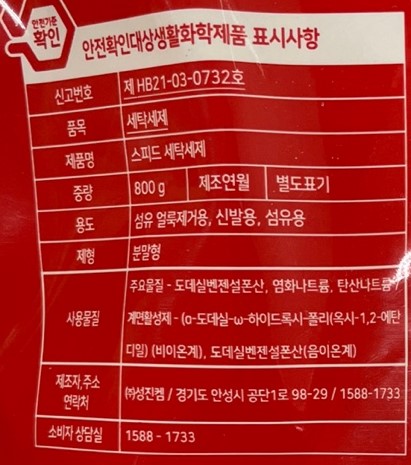 안전기준
확인
안전확인대상생활화학제품 표시사항
신고번호 제 HB21-03-0732호
품목 세탁세제
제품명 스피드 세탁세제
중량 800 g 제조연월 별도표기
용도 섬유 얼룩제거용, 신발용, 섬유용
제형 분말형
주요물질 - 도데실벤젠설폰산, 염화나트륨, 탄산나트륨 /
사용물질 계면활성제 - (α-도데실-ω-하이드록시-폴리(옥시-1,2-에탄
디일) (비이온계), 도데실벤젠설폰산(음이온계)
제조자,주소
연락처 ㈜성진켐 / 경기도 안성시 공단1로 98-29 / 1588-1733
소비자 상담실 1588 - 1733